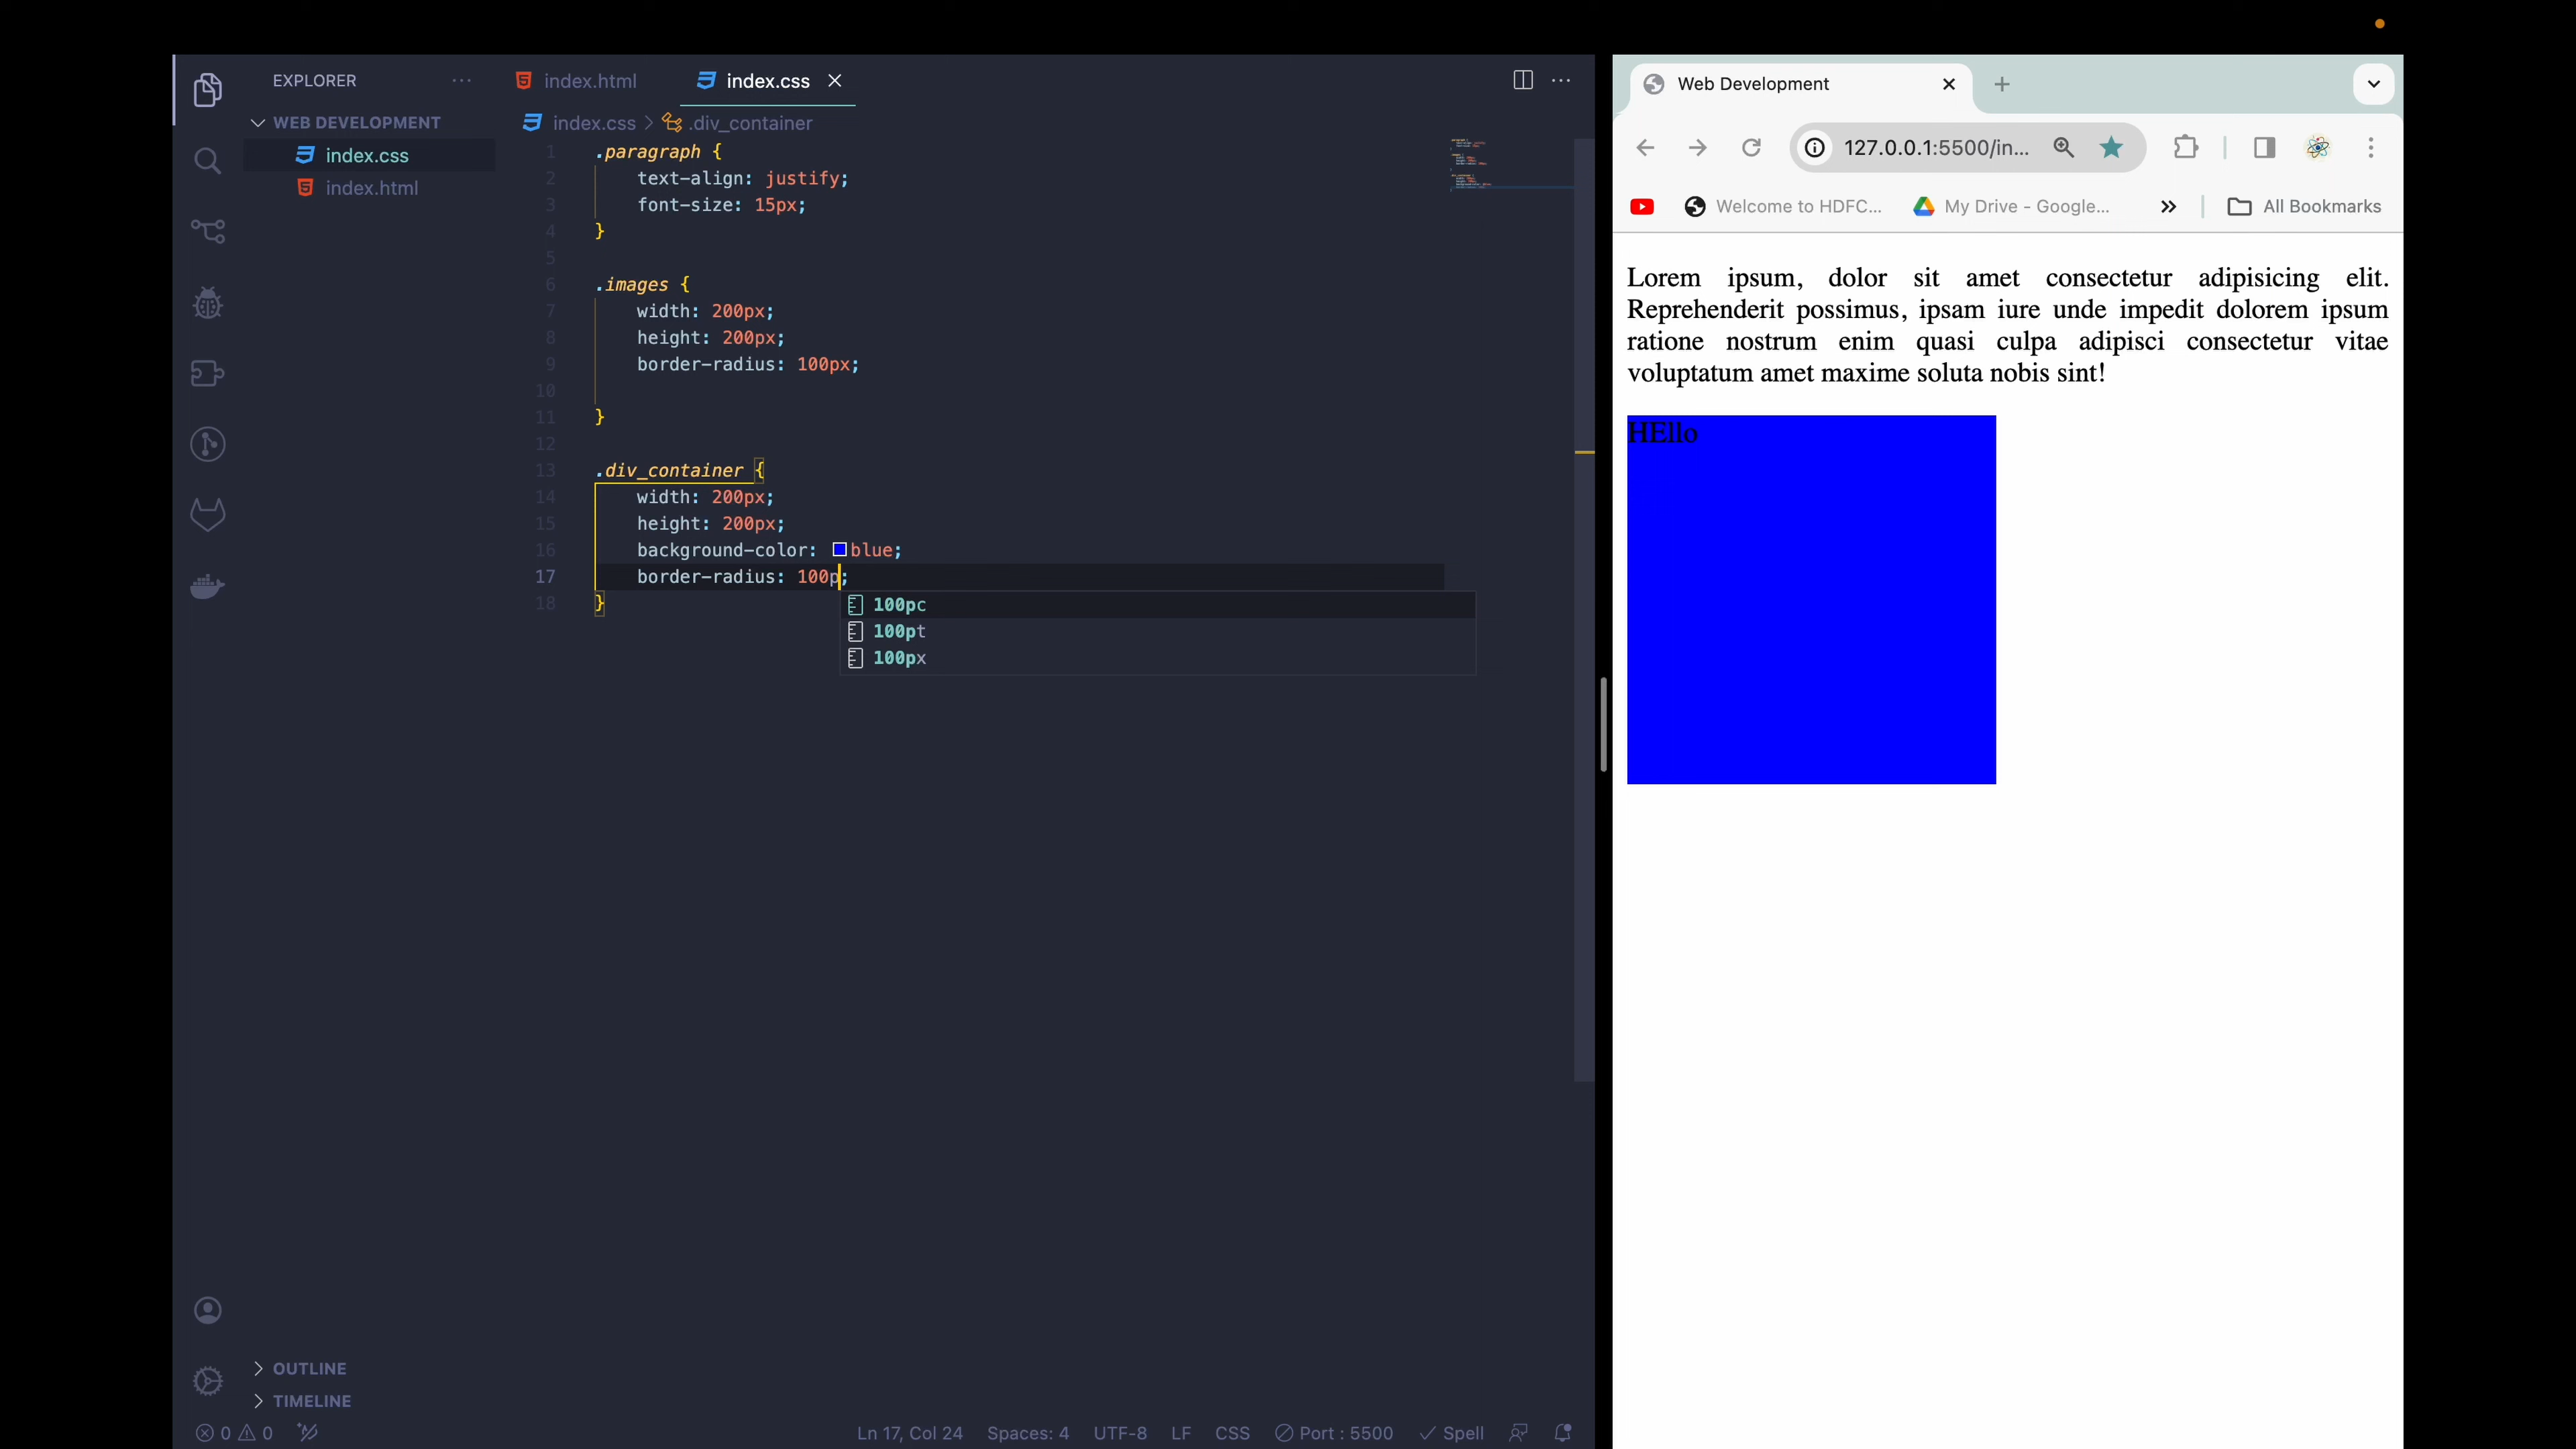 EXPLORER
WEB DEVELOPMENT
index.css
index.html
index.html
index.css
index.css > .div_container
1 .paragraph {
2 text-align: justify;
3 font-size: 15px;
4 }
5
6 .images {
7 width: 200px;
8 height: 200px;
9 border-radius: 100px;
10
11 }
12
13 .div_container {
14 width: 200px;
15 height: 200px;
16 background-color: blue;
17 border-radius: 100p;
18 }
100pc
100pt
100px
OUTLINE
TIMELINE
0 0
Ln 17, Col 24 Spaces: 4 UTF-8 LF CSS Port : 5500 Spell
Web Development
127.0.0.1:5500/in...
Welcome to HDFC... My Drive - Google... All Bookmarks
Lorem ipsum, dolor sit amet consectetur adipisicing elit.
Reprehenderit possimus, ipsam iure unde impedit dolorem ipsum
ratione nostrum enim quasi culpa adipisci consectetur vitae
voluptatum amet maxime soluta nobis sint!
HEllo